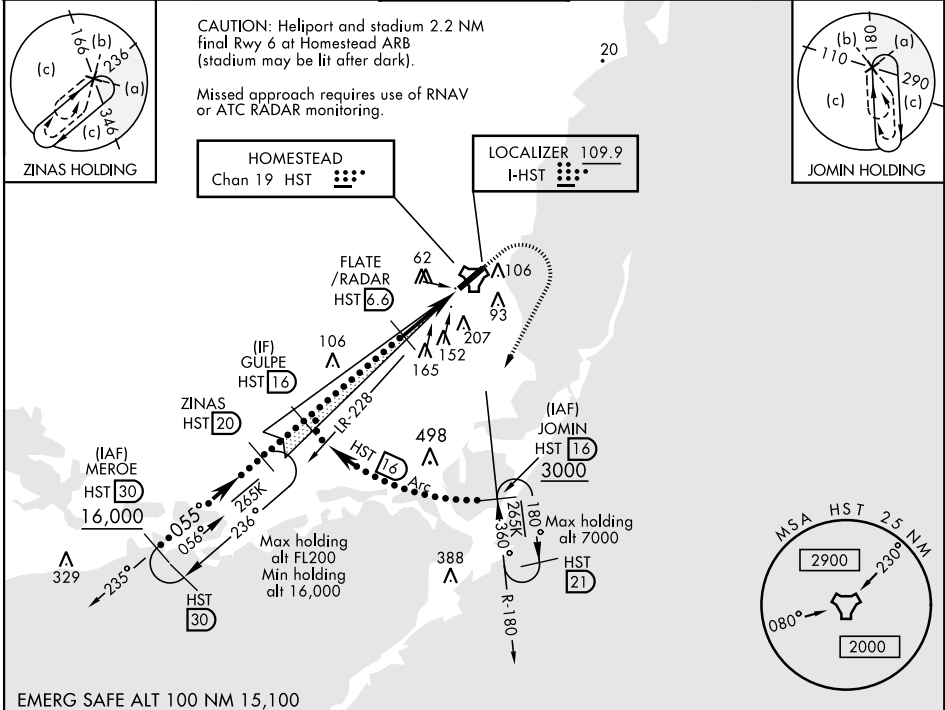 166
(b)
236
(c)
(a)
346
(c)
ZINAS HOLDING
CAUTION: Heliport and stadium 2.2 NM
final Rwy 6 at Homestead ARB
(stadium may be lit after dark).
Missed approach requires use of RNAV
or ATC RADAR monitoring.
20
(b)
180
(a)
110
290
(c)
(c)
JOMIN HOLDING
HOMESTEAD
Chan 19 HST
LOCALIZER 109.9
I-HST
FLATE
/RADAR
HST 6.6
62
106
93
207
152
165
106
(IF)
GULPE
HST 16
ZINAS
HST 20
LR-228
(IAF)
MEROE
HST 30
16,000
HST 16 Arc
498
(IAF)
JOMIN
HST 16
3000
055°
056°
265K
236°
235°
329
HST
30
Max holding
alt FL200
Min holding
alt 16,000
388
265K
180°
360°
Max holding
alt 7000
HST
21
R-180
MSA HST 25 NM
2900
230°
080°
2000
EMERG SAFE ALT 100 NM 15,100